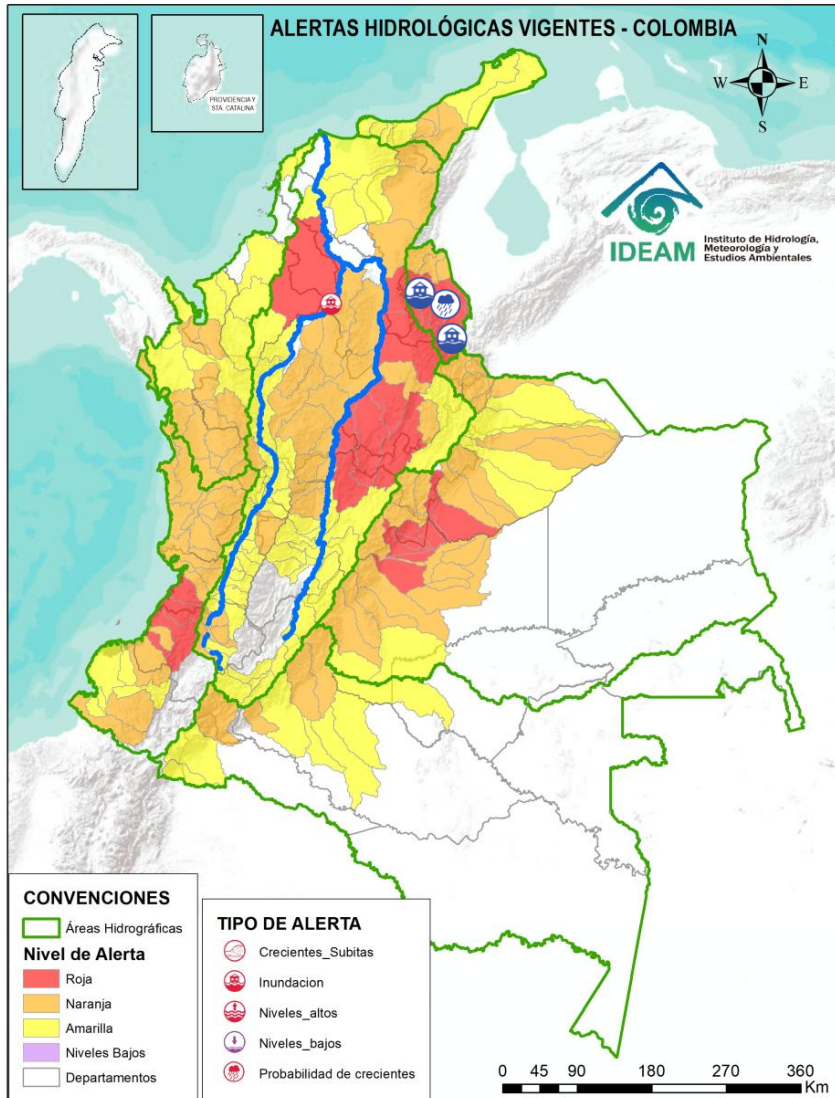 ALERTAS HIDROLÓGICAS VIGENTES - COLOMBIA
PROVIDENCIA Y
STA. CATALINA
N
W
E
S
IDEAM
Instituto de Hidrología,
Meteorología y
Estudios Ambientales
CONVENCIONES
Áreas Hidrográficas
Nivel de Alerta
Roja
Naranja
Amarilla
Niveles Bajos
Departamentos
TIPO DE ALERTA
Crecientes_Subitas
Inundacion
Niveles_altos
Niveles_bajos
Probabilidad de crecientes
0 45 90 180 270 360
Km